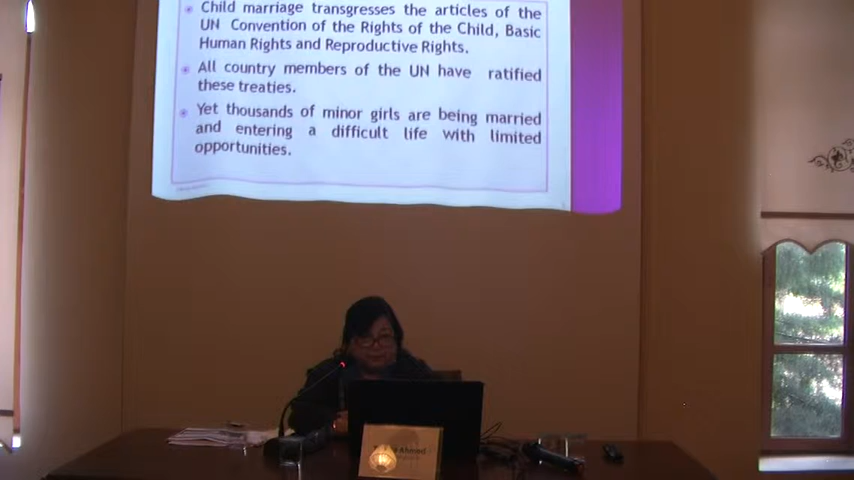 Child marriage transgresses the articles of the
UN Convention of the Rights of the Child, Basic
Human Rights and Reproductive Rights.
All country members of the UN have ratified
these treaties.
Yet thousands of minor girls are being married
and entering a difficult life with limited
opportunities.
Ahmed